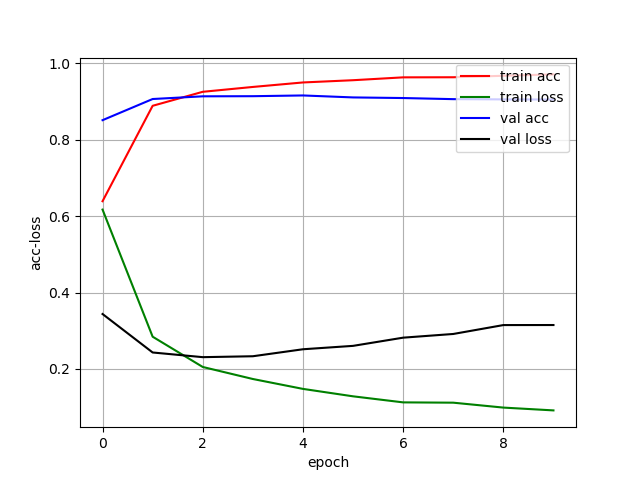 1.0
0.8
0.6
0.4
0.2
acc-loss
train acc
train loss
val acc
val loss
0 2 4 6 8
epoch